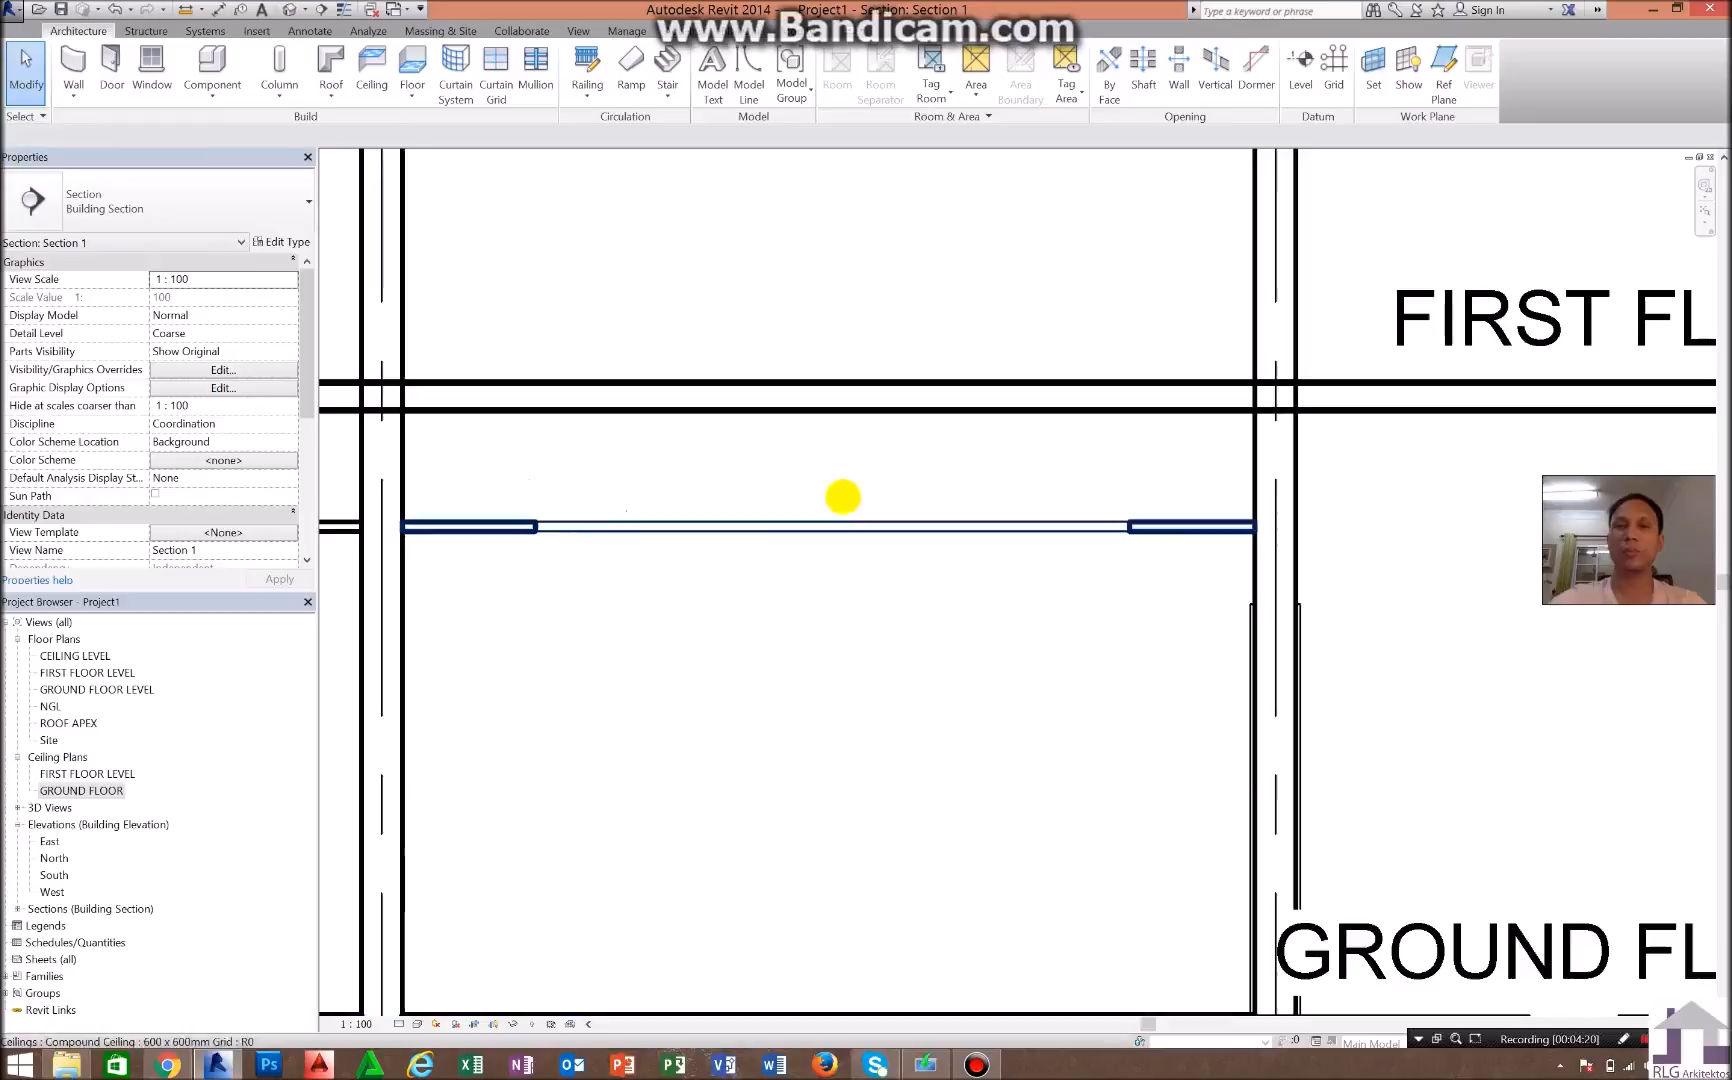 Autodesk Revit 2014 - Project1 - Section: Section 1
www.Bandicam.com
Type a keyword or phrase
Sign In
Architecture Structure Systems Insert Annotate Analyze Massing & Site Collaborate View Manage
Modify Wall Door Window Component Column Roof Ceiling Floor Curtain System Curtain Grid Mullion Railing Ramp Stair Model Text Model Line Model Group Room Room Separator Tag Room Area Area Boundary Tag Area By Face Shaft Wall Vertical Dormer Level Grid Set Show Ref Plane Viewer
Select Build Circulation Model Room & Area Opening Datum Work Plane
Properties
Section
Building Section
Section: Section 1 Edit Type
Graphics
View Scale 1 : 100
Scale Value 1: 100
Display Model Normal
Detail Level Coarse
Parts Visibility Show Original
Visibility/Graphics Overrides Edit...
Graphic Display Options Edit...
Hide at scales coarser than 1 : 100
Discipline Coordination
Color Scheme Location Background
Color Scheme <none>
Default Analysis Display St... None
Sun Path
Identity Data
View Template <None>
View Name Section 1
Dependency Independent
Properties help Apply
Project Browser - Project1
Views (all)
Floor Plans
CEILING LEVEL
FIRST FLOOR LEVEL
GROUND FLOOR LEVEL
NGL
ROOF APEX
Site
Ceiling Plans
FIRST FLOOR LEVEL
GROUND FLOOR
3D Views
Elevations (Building Elevation)
East
North
South
West
Sections (Building Section)
Legends
Schedules/Quantities
Sheets (all)
Families
Groups
Revit Links
FIRST FL
GROUND FL
1 : 100
Ceilings : Compound Ceiling : 600 x 600mm Grid : R0
:0
Main Model
Recording [00:04:20]
RLG Arkitektos